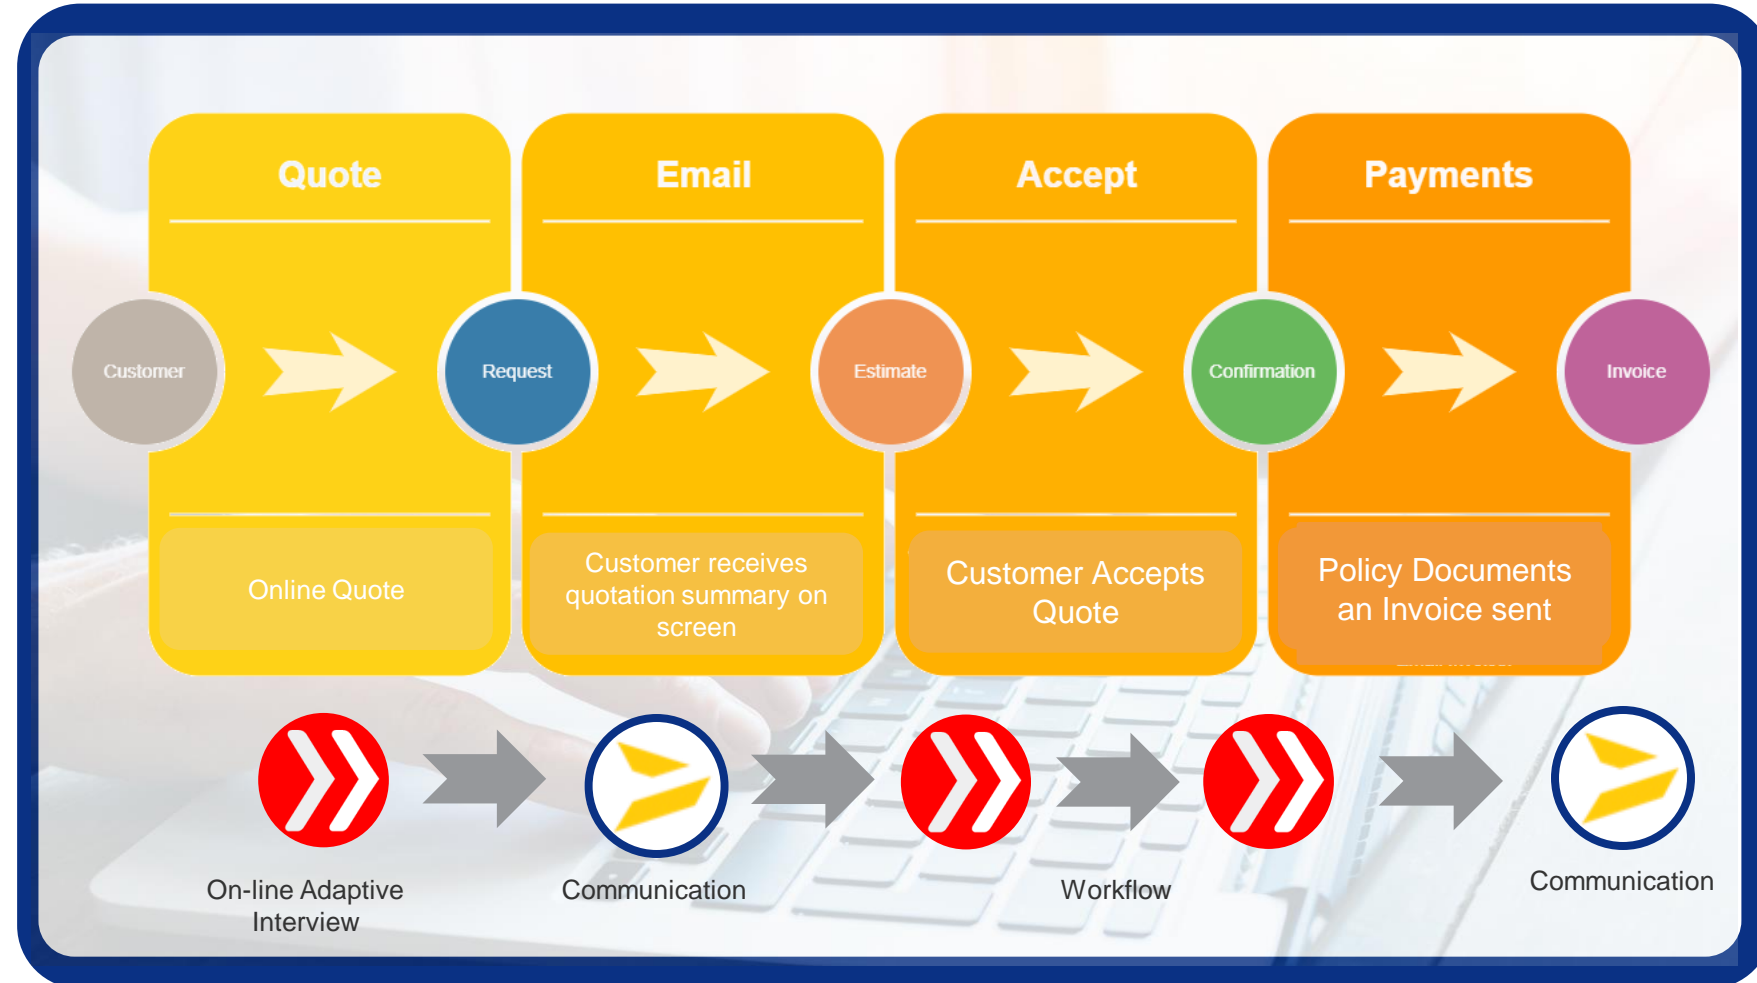 Quote
Email
Accept
Payments
Customer
Request
Estimate
Confirmation
Invoice
Online Quote
Customer receives
quotation summary on
screen
Customer Accepts
Quote
Policy Documents
an Invoice sent
On-line Adaptive
Interview
Communication
Workflow
Communication